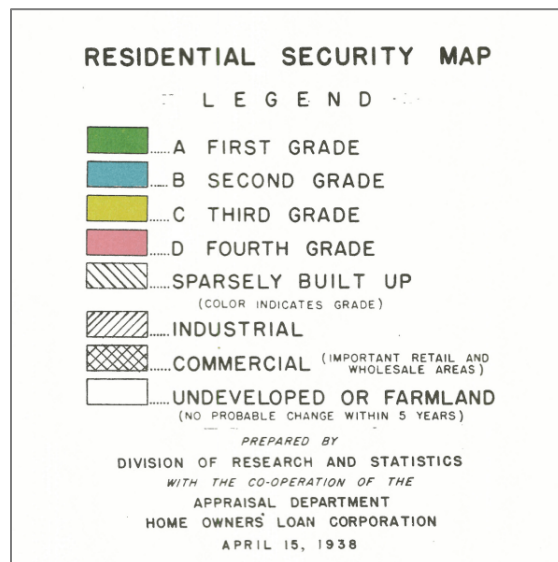 RESIDENTIAL SECURITY MAP
LEGEND
A FIRST GRADE
B SECOND GRADE
C THIRD GRADE
D FOURTH GRADE
SPARSELY BUILT UP
(COLOR INDICATES GRADE)
INDUSTRIAL
COMMERCIAL (IMPORTANT RETAIL AND WHOLESALE AREAS)
UNDEVELOPED OR FARMLAND
(NO PROBABLE CHANGE WITHIN 5 YEARS)
PREPARED BY
DIVISION OF RESEARCH AND STATISTICS
WITH THE CO-OPERATION OF THE
APPRAISAL DEPARTMENT
HOME OWNERS' LOAN CORPORATION
APRIL 15, 1938